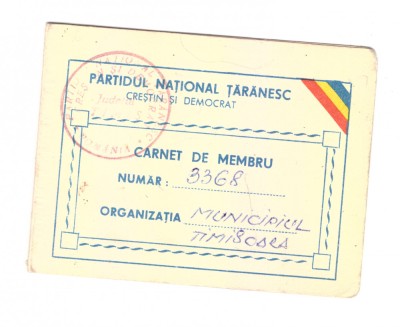 PARTIDUL NAȚIONAL ȚĂRĂNESC
CREȘTIN ȘI DEMOCRAT
CARNET DE MEMBRU
NUMĂR: 3368
ORGANIZAȚIA MUNICIPIUL
TIMIȘOARA